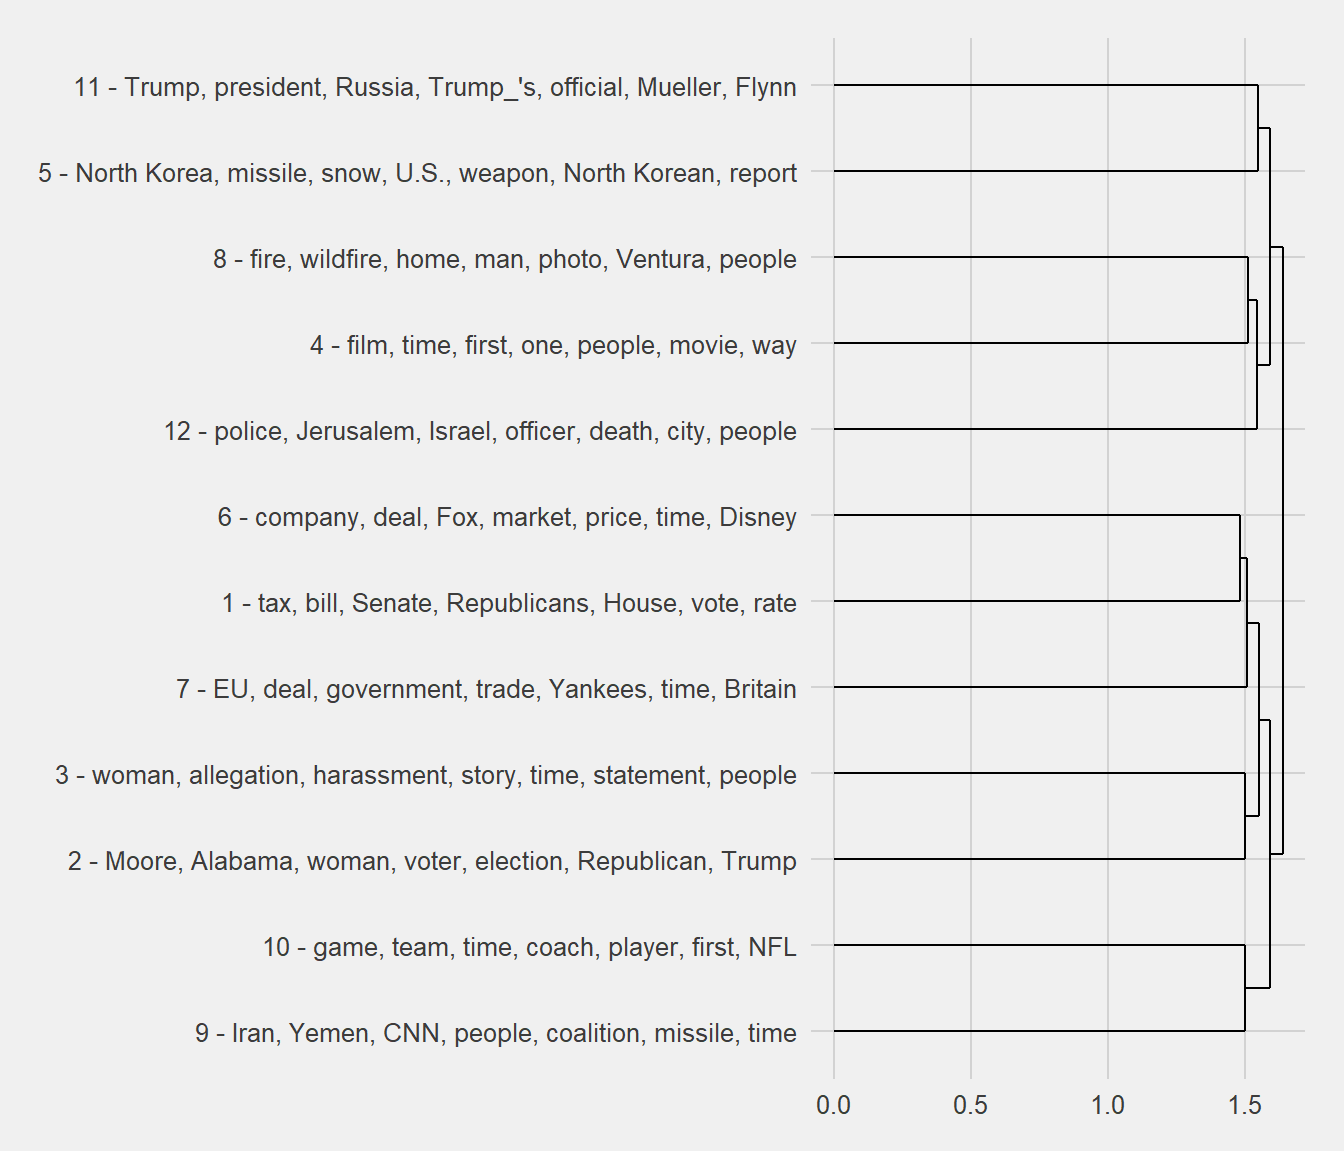 11 - Trump, president, Russia, Trump_'s, official, Mueller, Flynn
5 - North Korea, missile, snow, U.S., weapon, North Korean, report
8 - fire, wildfire, home, man, photo, Ventura, people
4 - film, time, first, one, people, movie, way
12 - police, Jerusalem, Israel, officer, death, city, people
6 - company, deal, Fox, market, price, time, Disney
1 - tax, bill, Senate, Republicans, House, vote, rate
7 - EU, deal, government, trade, Yankees, time, Britain
3 - woman, allegation, harassment, story, time, statement, people
2 - Moore, Alabama, woman, voter, election, Republican, Trump
10 - game, team, time, coach, player, first, NFL
9 - Iran, Yemen, CNN, people, coalition, missile, time
0.0 0.5 1.0 1.5